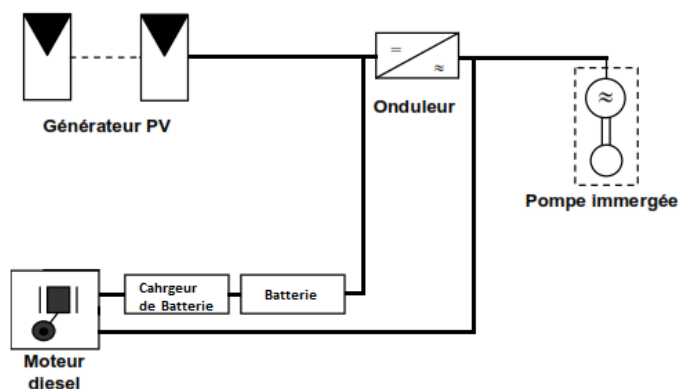 Générateur PV
=
≈
Onduleur
≈
Pompe immergée
Cahrgeur
de Batterie
Batterie
Moteur
diesel